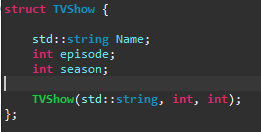 struct TVShow {
std::string Name;
int episode;
int season;
TVShow(std::string, int, int);
};